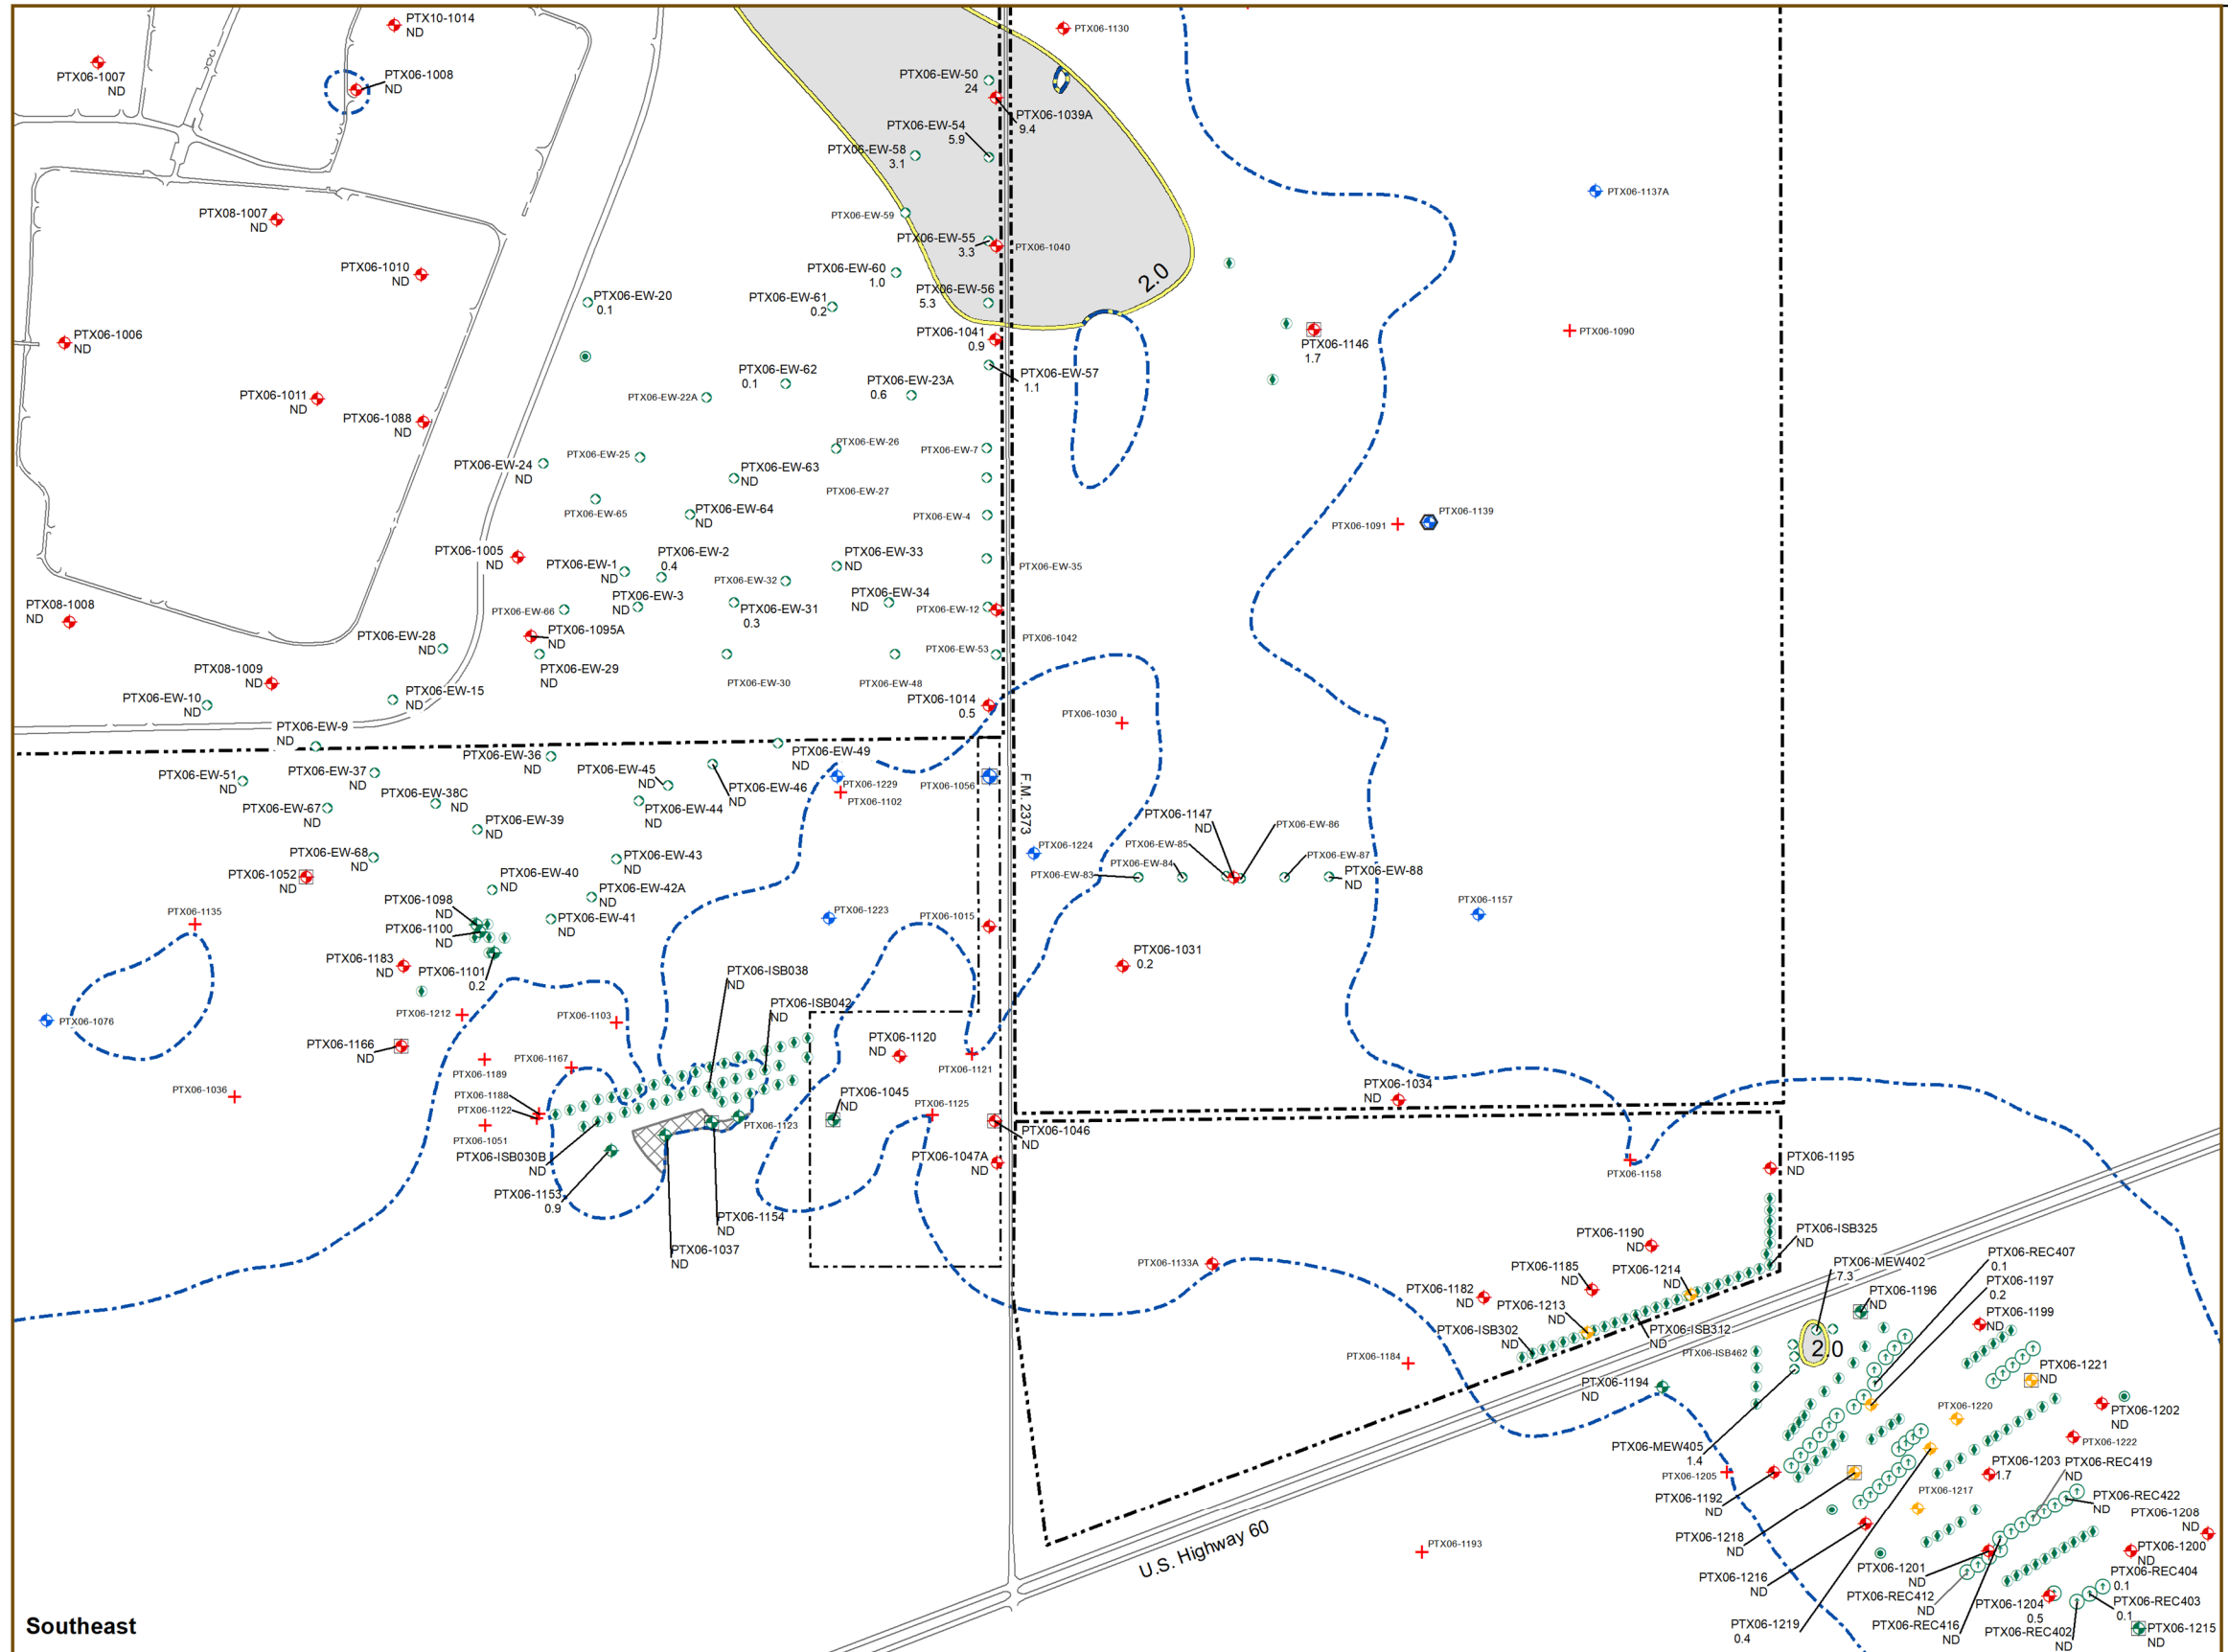 PTX10-1014
ND
PTX06-1007
ND
PTX06-1008
ND
PTX06-1130
PTX06-EW-50
24
PTX06-1039A
9.4
PTX06-EW-54
5.9
PTX06-EW-58
3.1
PTX06-1137A
PTX08-1007
ND
PTX06-EW-59
PTX06-EW-55
3.3
PTX06-1040
PTX06-1010
ND
PTX06-EW-60
1.0
2.0
PTX06-EW-20
0.1
PTX06-EW-61
0.2
PTX06-EW-56
5.3
PTX06-1006
ND
PTX06-1041
0.9
PTX06-1146
1.7
PTX06-1090
PTX06-EW-62
0.1
PTX06-EW-23A
0.6
PTX06-EW-57
1.1
PTX06-1011
ND
PTX06-EW-22A
PTX06-1088
ND
PTX06-EW-26
PTX06-EW-7
PTX06-EW-24
ND
PTX06-EW-25
PTX06-EW-63
ND
PTX06-EW-27
PTX06-EW-65
PTX06-EW-64
ND
PTX06-EW-4
PTX06-1091
PTX06-1139
PTX06-1005
ND
PTX06-EW-1
ND
PTX06-EW-2
0.4
PTX06-EW-33
ND
PTX06-EW-35
PTX06-EW-32
PTX06-EW-3
ND
PTX06-EW-66
PTX06-EW-31
0.3
PTX06-EW-34
ND
PTX06-EW-12
PTX08-1008
ND
PTX06-1095A
ND
PTX06-EW-28
ND
PTX06-1042
PTX06-EW-53
PTX08-1009
ND
PTX06-EW-29
ND
PTX06-EW-30
PTX06-EW-48
PTX06-EW-10
ND
PTX06-EW-15
ND
PTX06-1014
0.5
PTX06-1030
PTX06-EW-9
ND
PTX06-EW-36
ND
PTX06-EW-49
ND
PTX06-EW-51
ND
PTX06-EW-37
ND
PTX06-EW-45
ND
PTX06-EW-46
ND
PTX06-1229
PTX06-1102
PTX06-1056
F.M. 2373
PTX06-EW-67
ND
PTX06-EW-38C
ND
PTX06-EW-44
ND
PTX06-EW-39
ND
PTX06-1147
ND
PTX06-EW-86
PTX06-1224
PTX06-EW-85
PTX06-EW-84
PTX06-EW-87
PTX06-EW-83
PTX06-EW-88
ND
PTX06-EW-68
ND
PTX06-EW-43
ND
PTX06-1052
ND
PTX06-EW-40
ND
PTX06-EW-42A
ND
PTX06-1098
ND
PTX06-1135
PTX06-1100
ND
PTX06-EW-41
ND
PTX06-1223
PTX06-1015
PTX06-1157
PTX06-1183
ND
PTX06-1101
0.2
PTX06-ISB038
ND
PTX06-1031
0.2
PTX06-ISB042
ND
PTX06-1076
PTX06-1212
PTX06-1103
PTX06-1166
ND
PTX06-1167
PTX06-1189
PTX06-1120
ND
PTX06-1121
PTX06-1036
PTX06-1188
PTX06-1122
PTX06-1045
ND
PTX06-1125
PTX06-1034
ND
PTX06-1051
PTX06-1123
PTX06-1046
ND
PTX06-ISB030B
ND
PTX06-1047A
ND
PTX06-1158
PTX06-1195
ND
PTX06-1153
0.9
PTX06-1154
ND
PTX06-1037
ND
PTX06-ISB325
ND
PTX06-1190
ND
PTX06-1133A
PTX06-1185
ND
PTX06-1214
ND
PTX06-MEW402
7.3
PTX06-REC407
0.1
PTX06-1197
0.2
PTX06-1182
ND
PTX06-1213
ND
PTX06-1196
ND
PTX06-1199
ND
PTX06-ISB302
ND
PTX06-ISB312
ND
PTX06-ISB462
2.0
PTX06-1184
PTX06-1194
ND
PTX06-1221
ND
PTX06-1202
ND
PTX06-1220
PTX06-MEW405
1.4
PTX06-1222
PTX06-1205
PTX06-1203
1.7
PTX06-REC419
ND
PTX06-1192
ND
PTX06-1217
PTX06-REC422
ND
PTX06-1208
ND
PTX06-1218
ND
PTX06-1193
U.S. Highway 60
PTX06-1200
ND
PTX06-1216
ND
PTX06-1201
ND
PTX06-REC404
0.1
PTX06-REC412
ND
PTX06-1204
0.5
PTX06-REC403
0.1
PTX06-1219
0.4
PTX06-REC416
ND
PTX06-REC402
ND
PTX06-1215
ND
Southeast